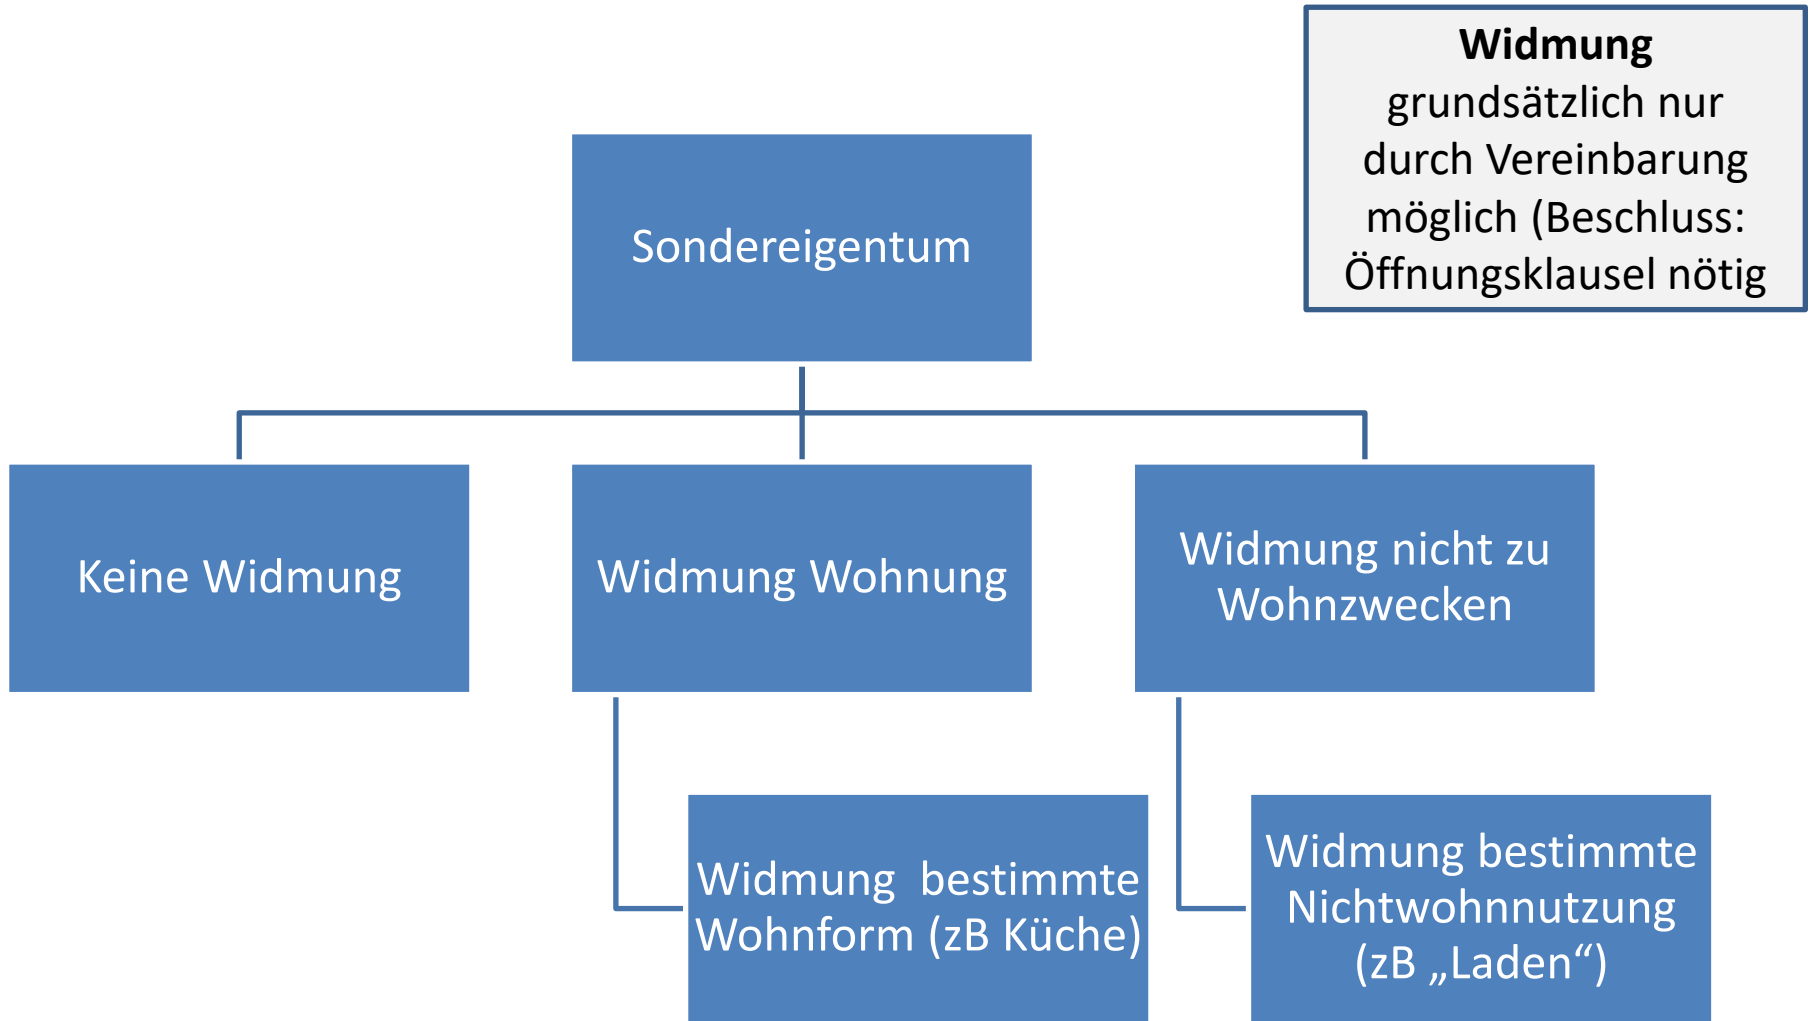 Widmung
grundsätzlich nur
durch Vereinbarung
möglich (Beschluss:
Öffnungsklausel nötig
Sondereigentum
Keine Widmung
Widmung Wohnung
Widmung nicht zu
Wohnzwecken
Widmung  bestimmte
Wohnform (zB Küche)
Widmung bestimmte
Nichtwohnnutzung
(zB „Laden“)